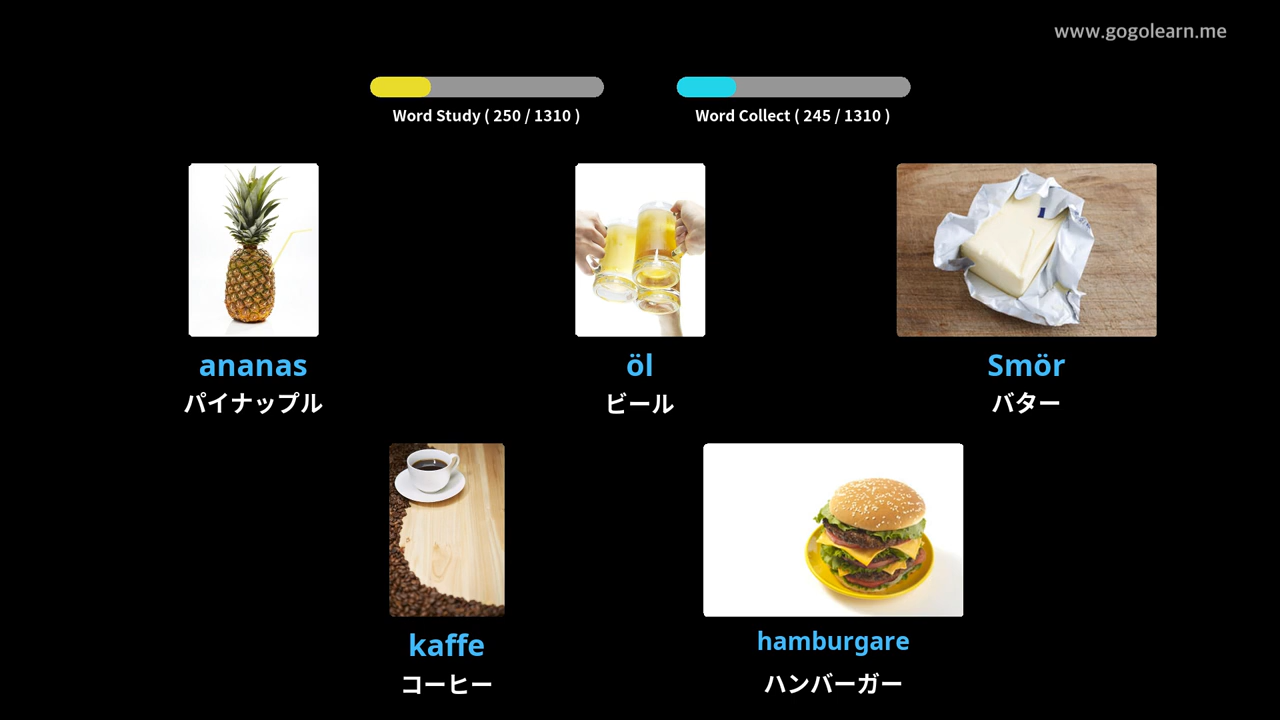 www.gogolearn.me
Word Study ( 250 / 1310 )
Word Collect ( 245 / 1310 )
ananas
パイナップル
öl
ビール
Smör
バター
kaffe
コーヒー
hamburgare
ハンバーガー